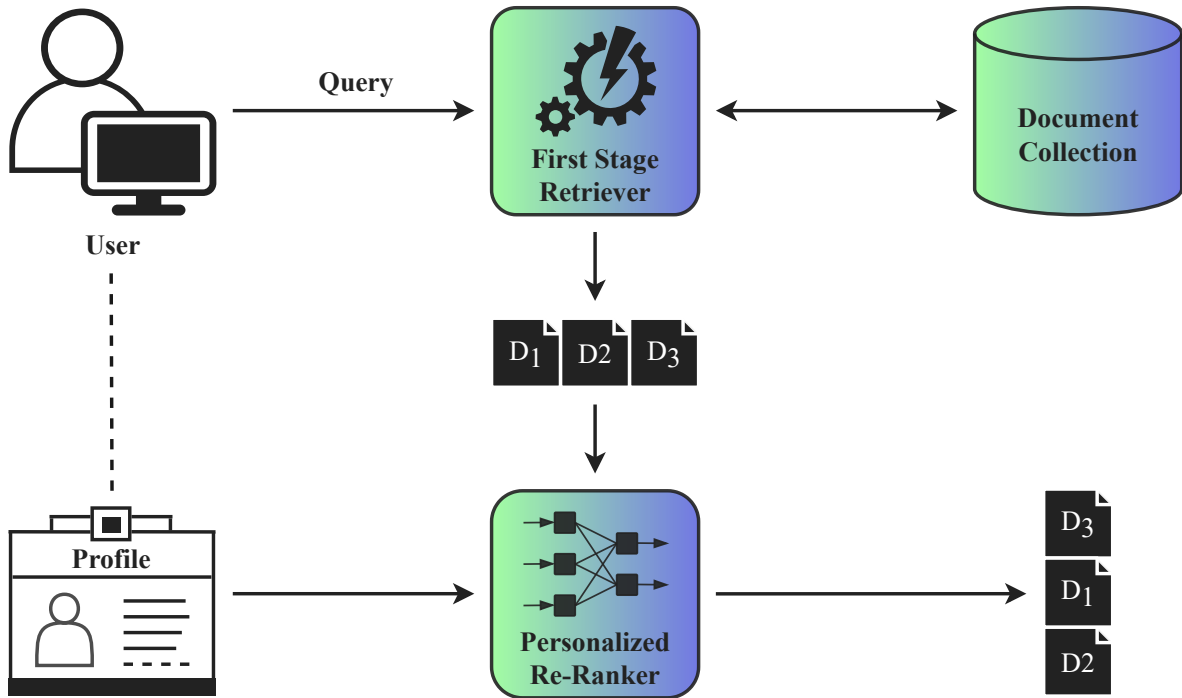 Query
First Stage
Retriever
Document
Collection
User
D1
D2
D3
Profile
Personalized
Re-Ranker
D3
D1
D2